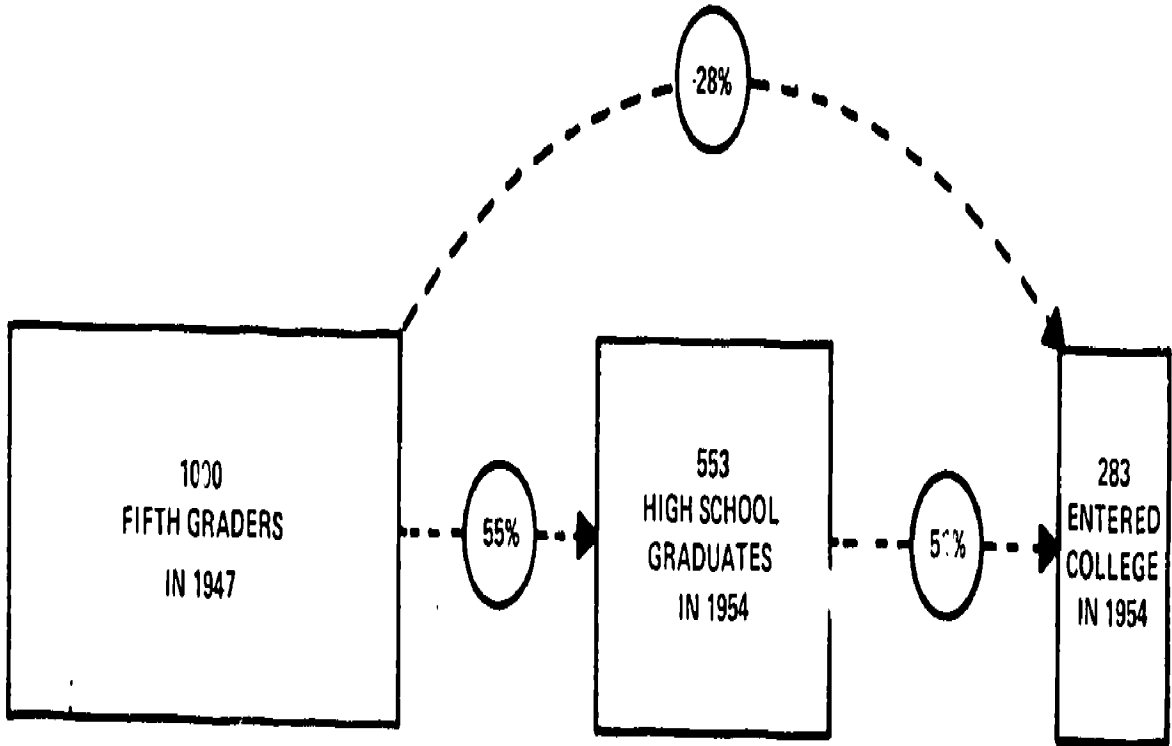 28%
1000
FIFTH GRADERS
IN 1947
55%
553
HIGH SCHOOL
GRADUATES
IN 1954
283
ENTERED
COLLEGE
IN 1954